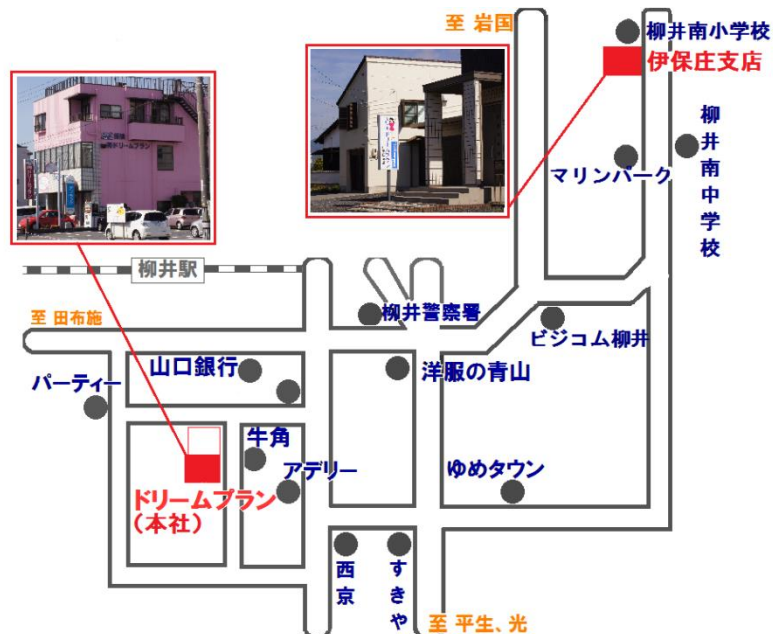 至 岩国
柳井南小学校
伊保庄支店
柳井南中学校
マリンパーク
柳井駅
至 田布施
柳井警察署
ビジコム柳井
パーティー
山口銀行
洋服の青山
牛角
アデリー
ゆめタウン
ドリームプラン
（本社）
西京
すきや
至 平生、光